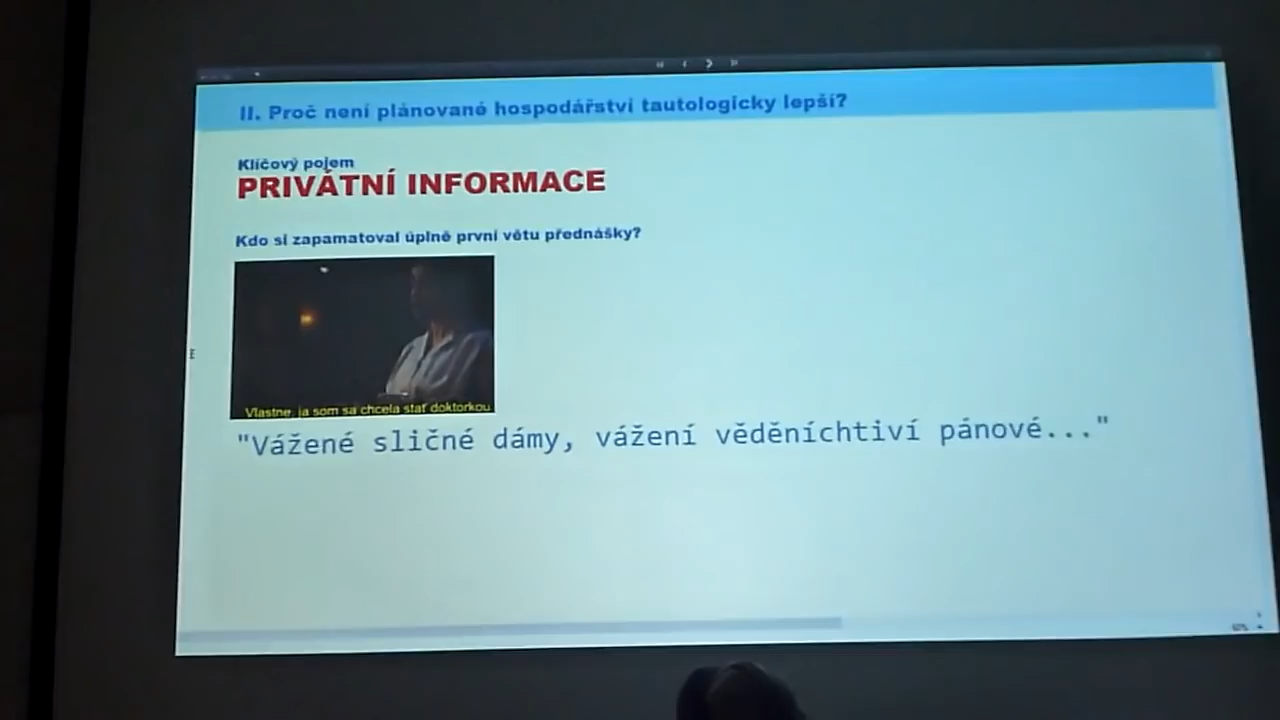 II. Proč není plánované hospodářství tautologicky lepší?
Klíčový pojem
PRIVÁTNÍ INFORMACE
Kdo si zapamatoval úplně první větu přednášky?
Vlastne, ja som sa chcela stať doktorkou
"Vážené sličné dámy, vážení věděníchtiví pánové..."